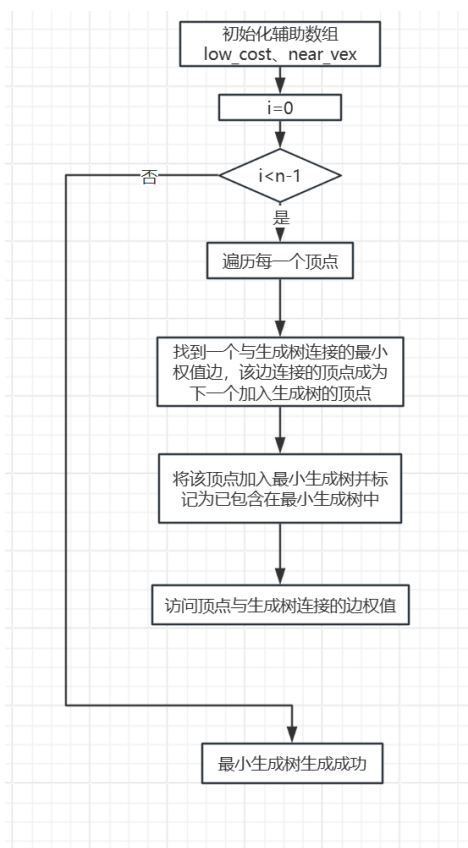 初始化辅助数组
low_cost、near_vex
i=0
i<n-1
否
是
遍历每一个顶点
找到一个与生成树连接的最小
权值边，该边连接的顶点成为
下一个加入生成树的顶点
将该顶点加入最小生成树并标
记为已包含在最小生成树中
访问顶点与生成树连接的边权值
最小生成树生成成功